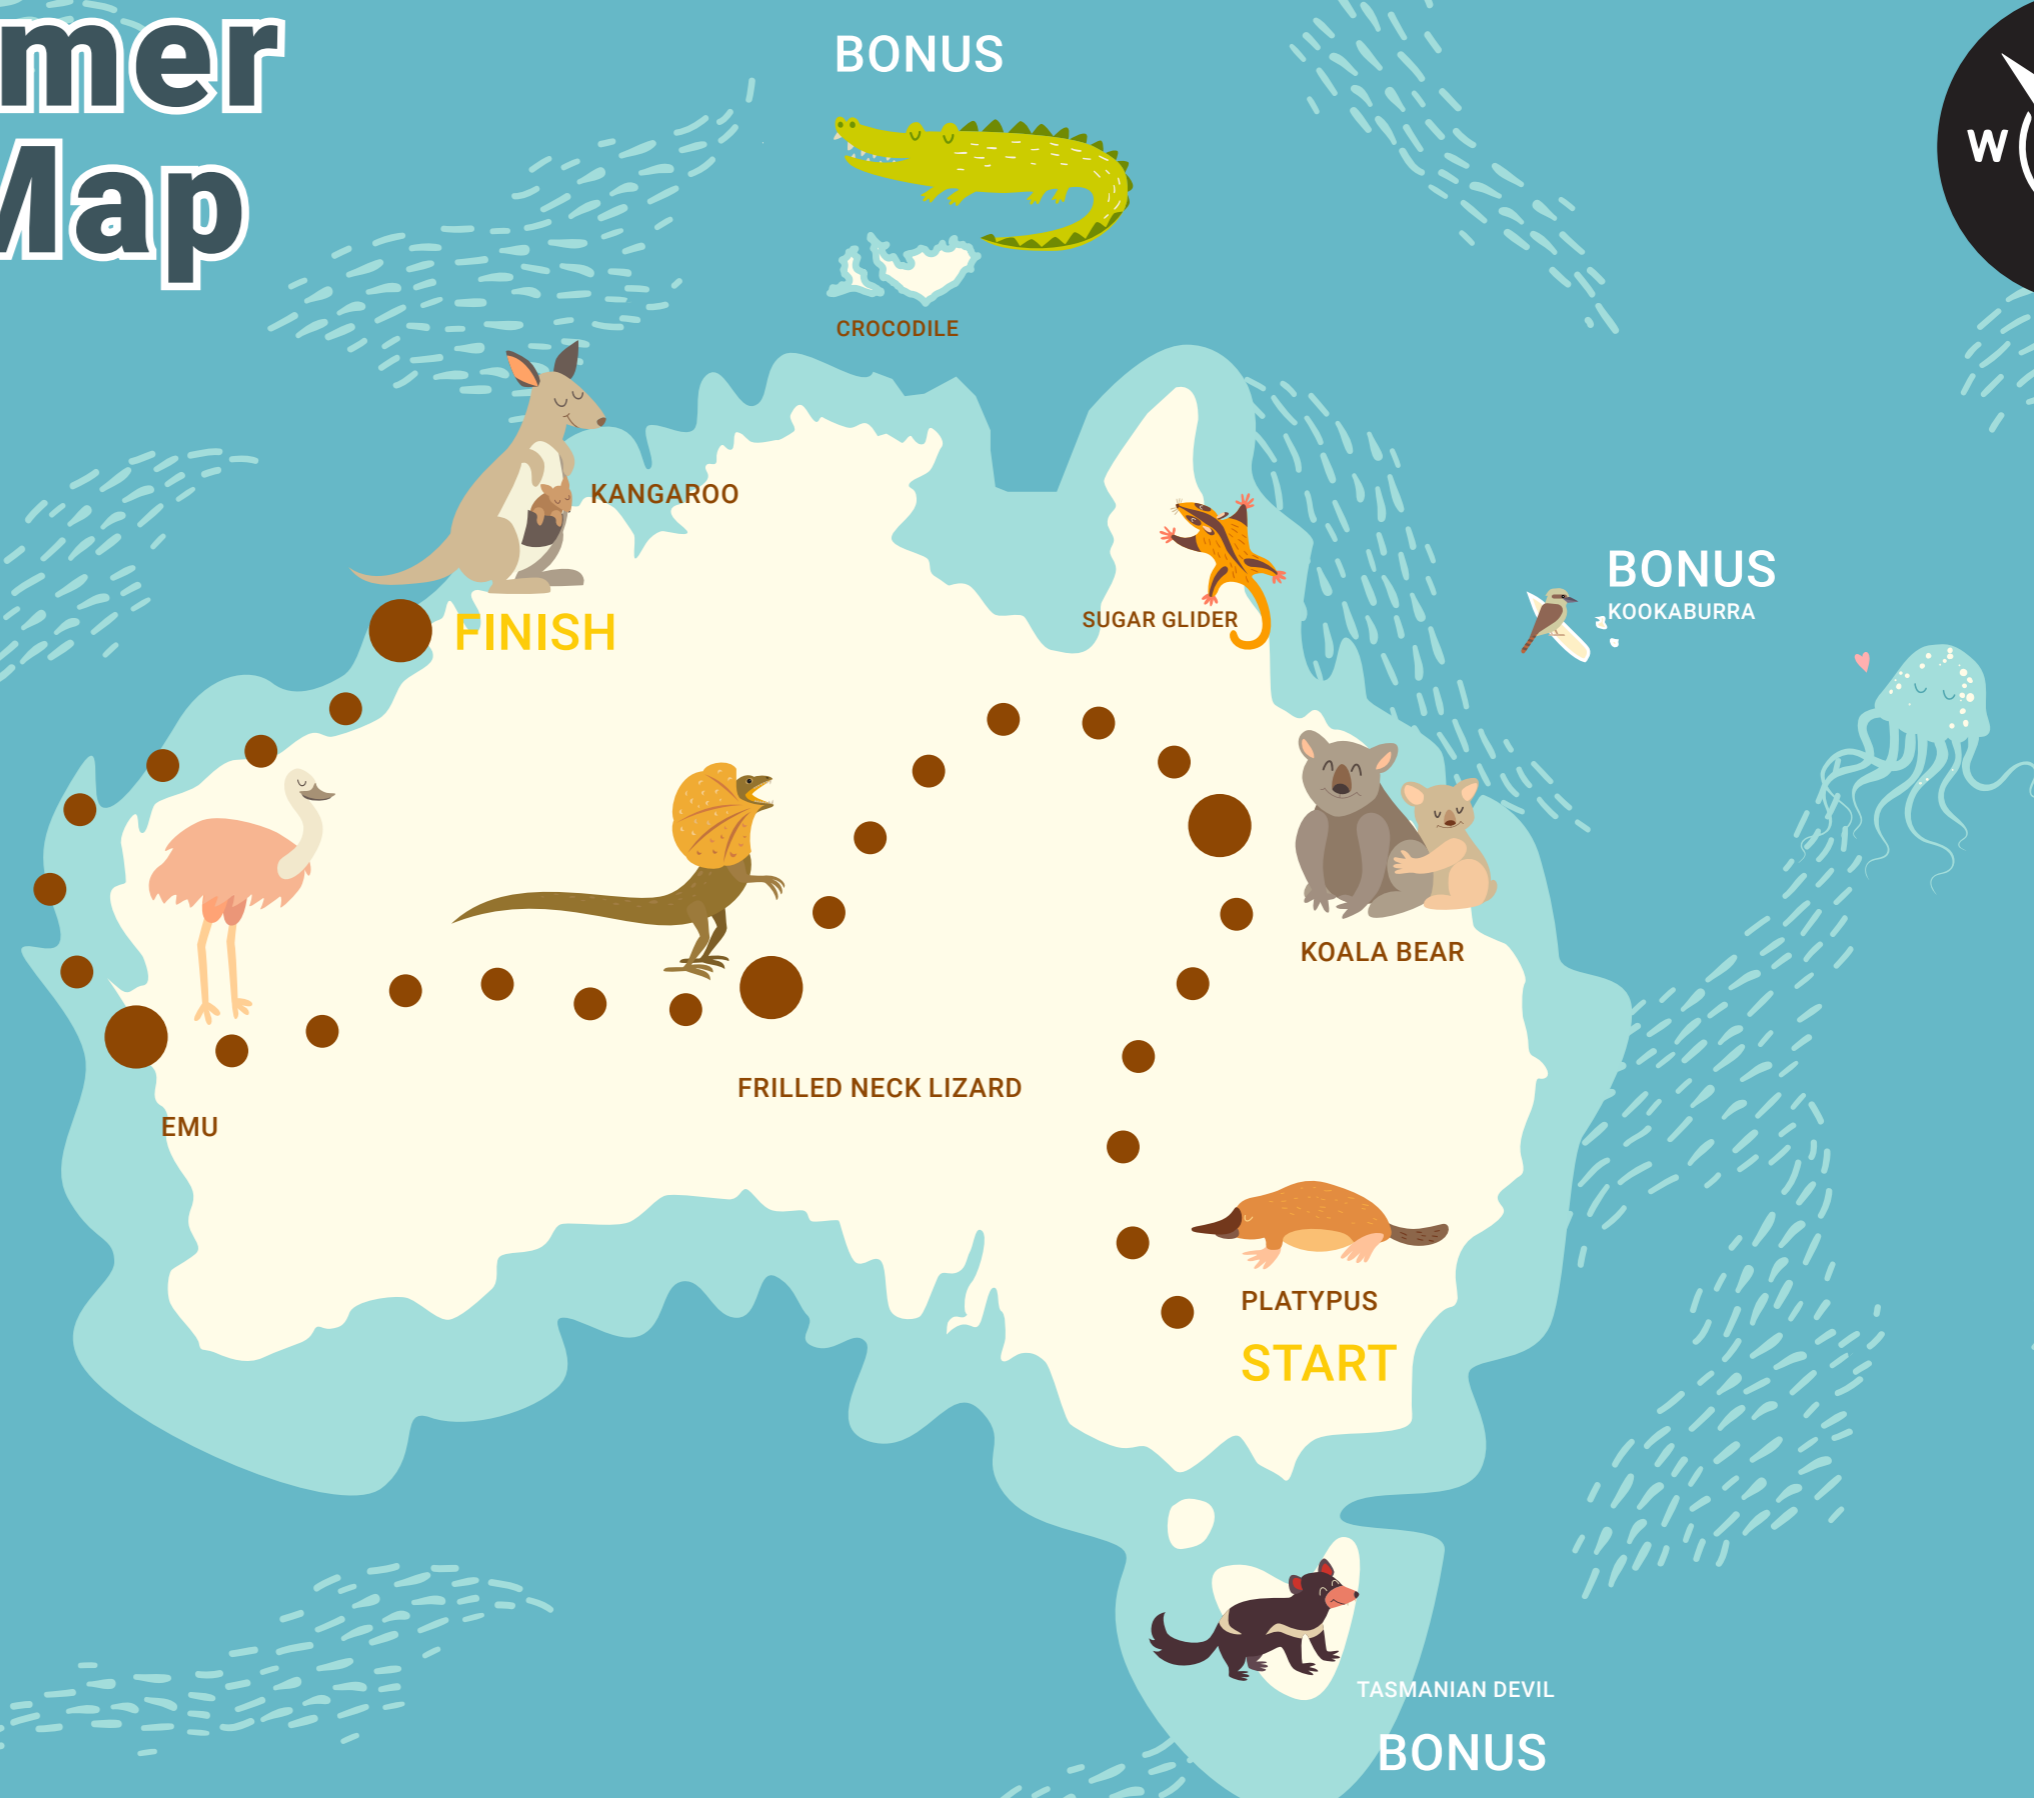 mer
Map
BONUS
W
CROCODILE
KANGAROO
BONUS
KOOKABURRA
SUGAR GLIDER
FINISH
KOALA BEAR
FRILLED NECK LIZARD
EMU
PLATYPUS
START
TASMANIAN DEVIL
BONUS